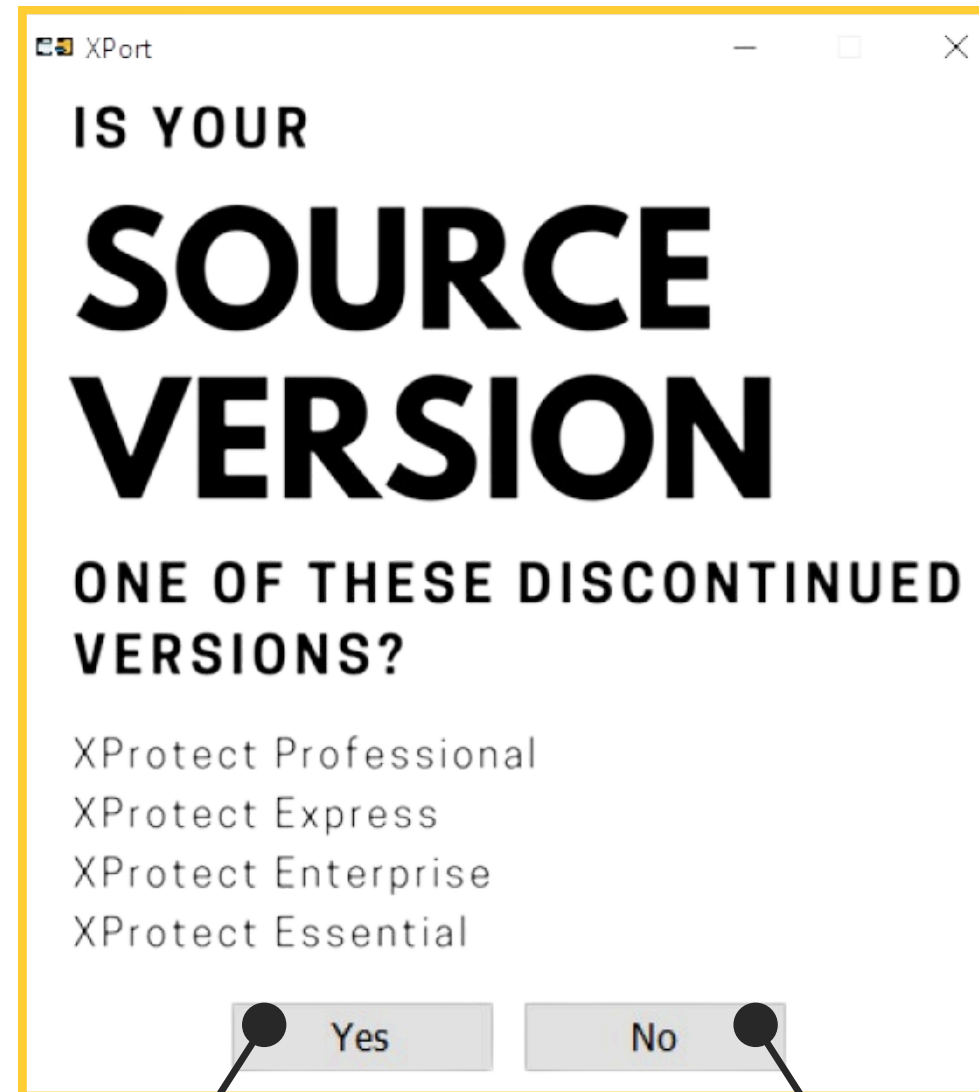 XPort
IS YOUR
SOURCE
VERSION
ONE OF THESE DISCONTINUED
VERSIONS?
XProtect Professional
XProtect Express
XProtect Enterprise
XProtect Essential
Yes No